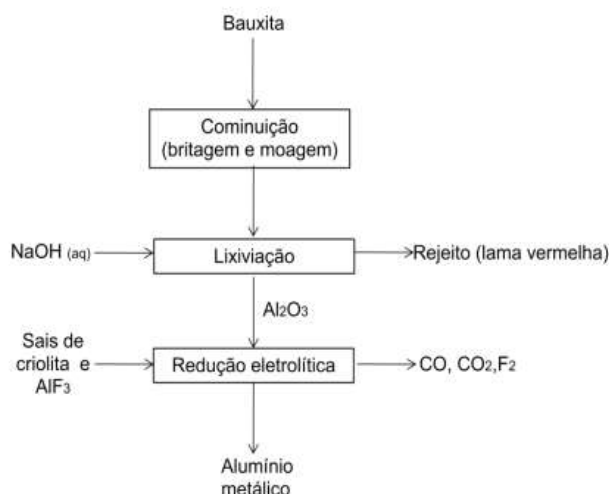 Bauxita
Cominuição
(britagem e moagem)
NaOH (aq)
Lixiviação
Rejeito (lama vermelha)
Al2O3
Sais de
criolita e
AlF3
Redução eletrolítica
CO, CO2,F2
Alumínio
metálico